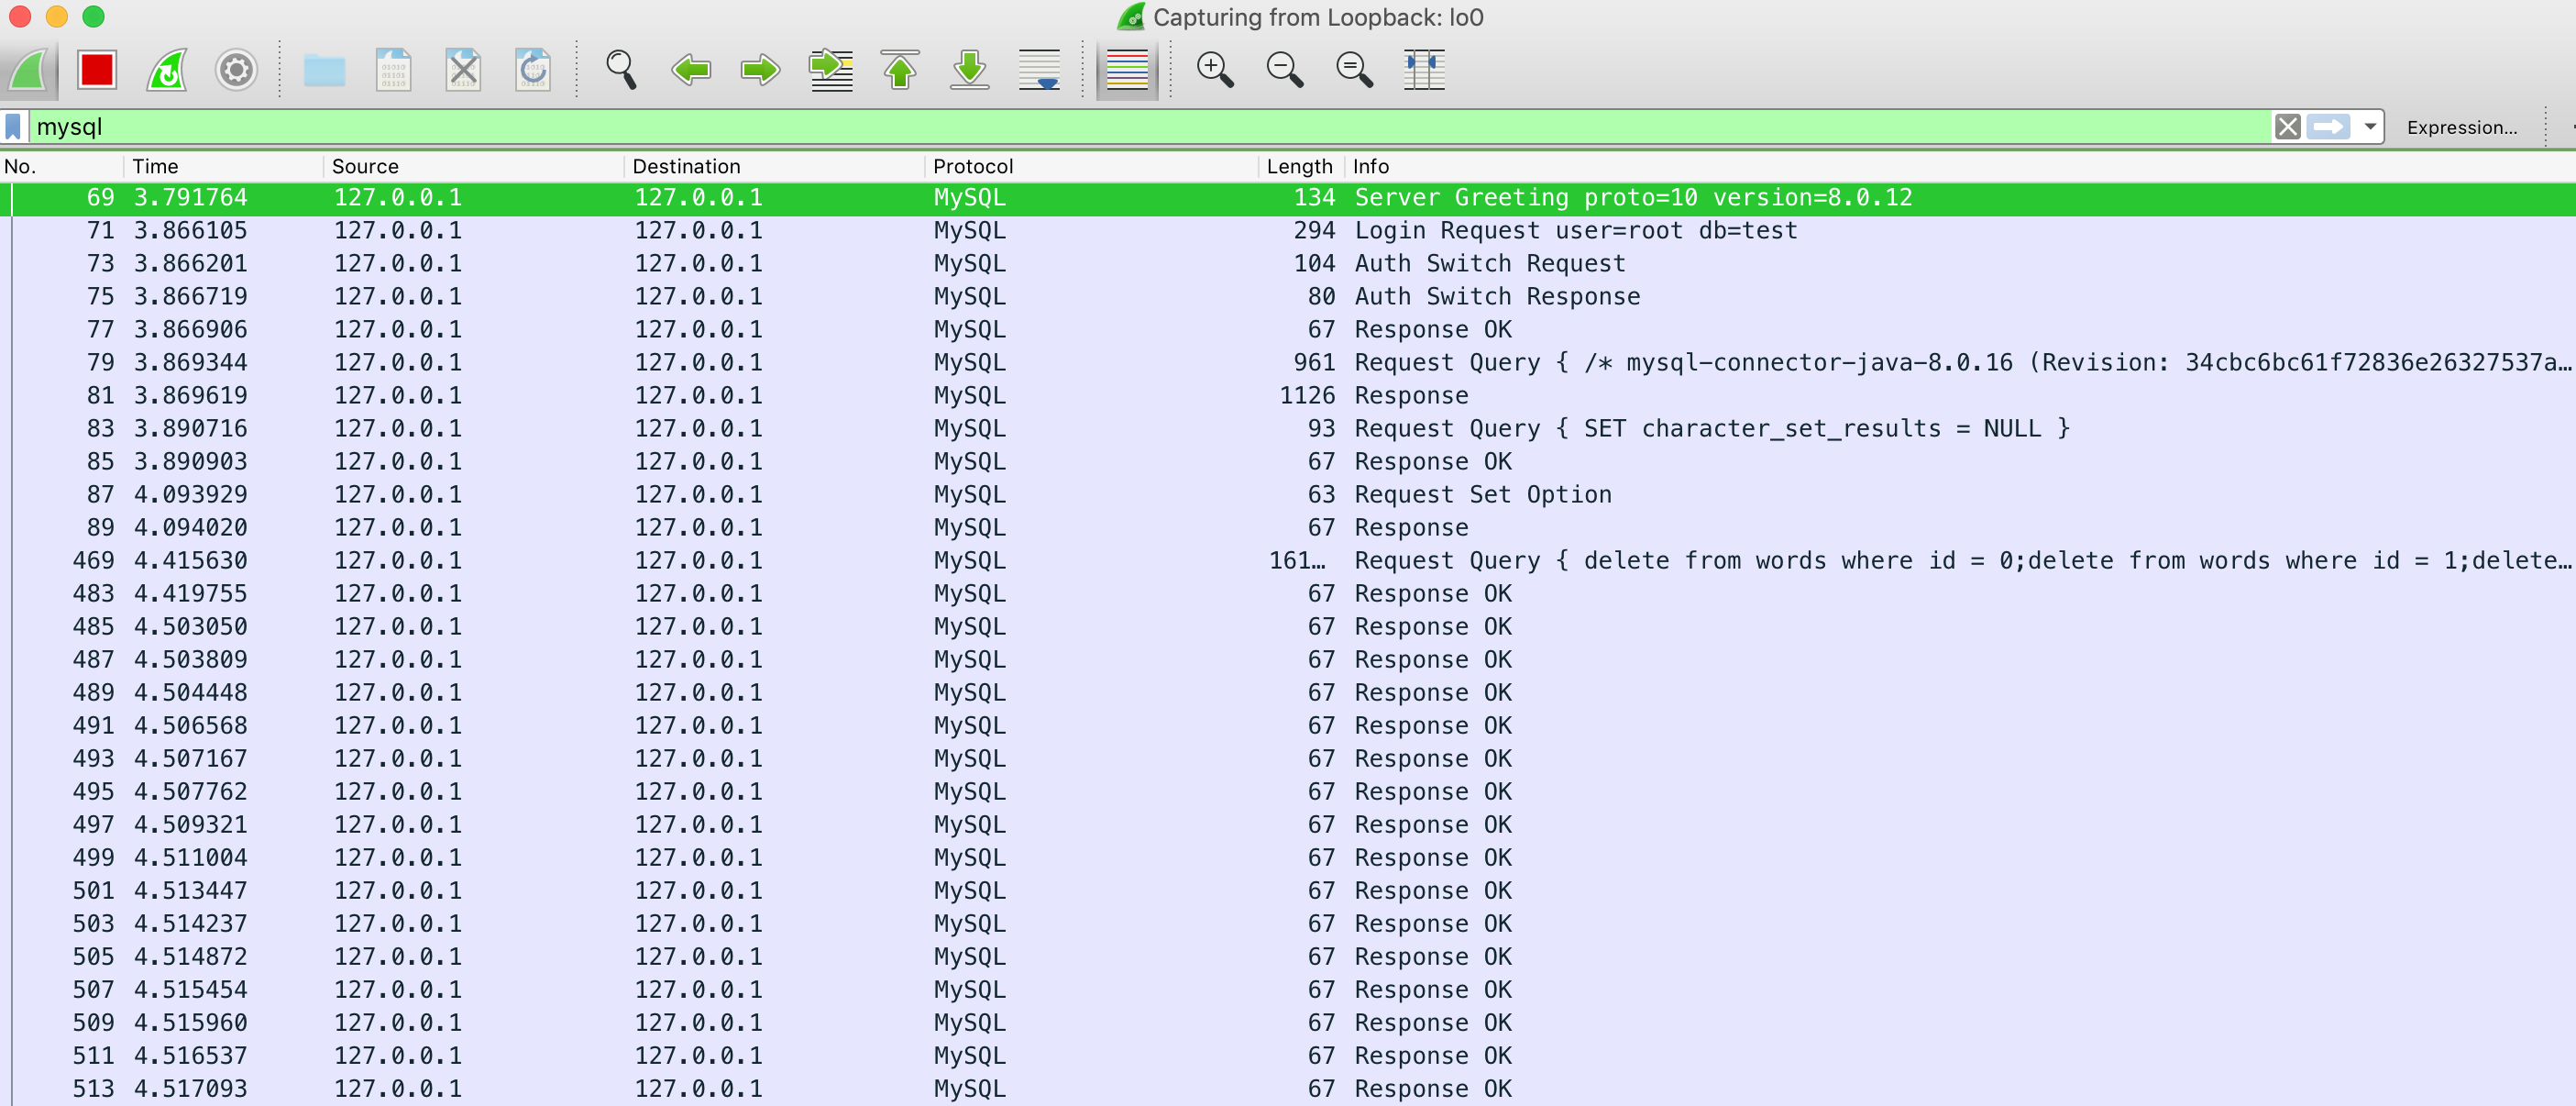 Capturing from Loopback: lo0
mysql Expression...
No. Time Source Destination Protocol Length Info
69 3.791764 127.0.0.1 127.0.0.1 MySQL 134 Server Greeting proto=10 version=8.0.12
71 3.866105 127.0.0.1 127.0.0.1 MySQL 294 Login Request user=root db=test
73 3.866201 127.0.0.1 127.0.0.1 MySQL 104 Auth Switch Request
75 3.866719 127.0.0.1 127.0.0.1 MySQL 80 Auth Switch Response
77 3.866906 127.0.0.1 127.0.0.1 MySQL 67 Response OK
79 3.869344 127.0.0.1 127.0.0.1 MySQL 961 Request Query { /* mysql-connector-java-8.0.16 (Revision: 34cbc6bc61f72836e26327537a…
81 3.869619 127.0.0.1 127.0.0.1 MySQL 1126 Response
83 3.890716 127.0.0.1 127.0.0.1 MySQL 93 Request Query { SET character_set_results = NULL }
85 3.890903 127.0.0.1 127.0.0.1 MySQL 67 Response OK
87 4.093929 127.0.0.1 127.0.0.1 MySQL 63 Request Set Option
89 4.094020 127.0.0.1 127.0.0.1 MySQL 67 Response
469 4.415630 127.0.0.1 127.0.0.1 MySQL 161… Request Query { delete from words where id = 0;delete from words where id = 1;delete…
483 4.419755 127.0.0.1 127.0.0.1 MySQL 67 Response OK
485 4.503050 127.0.0.1 127.0.0.1 MySQL 67 Response OK
487 4.503809 127.0.0.1 127.0.0.1 MySQL 67 Response OK
489 4.504448 127.0.0.1 127.0.0.1 MySQL 67 Response OK
491 4.506568 127.0.0.1 127.0.0.1 MySQL 67 Response OK
493 4.507167 127.0.0.1 127.0.0.1 MySQL 67 Response OK
495 4.507762 127.0.0.1 127.0.0.1 MySQL 67 Response OK
497 4.509321 127.0.0.1 127.0.0.1 MySQL 67 Response OK
499 4.511004 127.0.0.1 127.0.0.1 MySQL 67 Response OK
501 4.513447 127.0.0.1 127.0.0.1 MySQL 67 Response OK
503 4.514237 127.0.0.1 127.0.0.1 MySQL 67 Response OK
505 4.514872 127.0.0.1 127.0.0.1 MySQL 67 Response OK
507 4.515454 127.0.0.1 127.0.0.1 MySQL 67 Response OK
509 4.515960 127.0.0.1 127.0.0.1 MySQL 67 Response OK
511 4.516537 127.0.0.1 127.0.0.1 MySQL 67 Response OK
513 4.517093 127.0.0.1 127.0.0.1 MySQL 67 Response OK